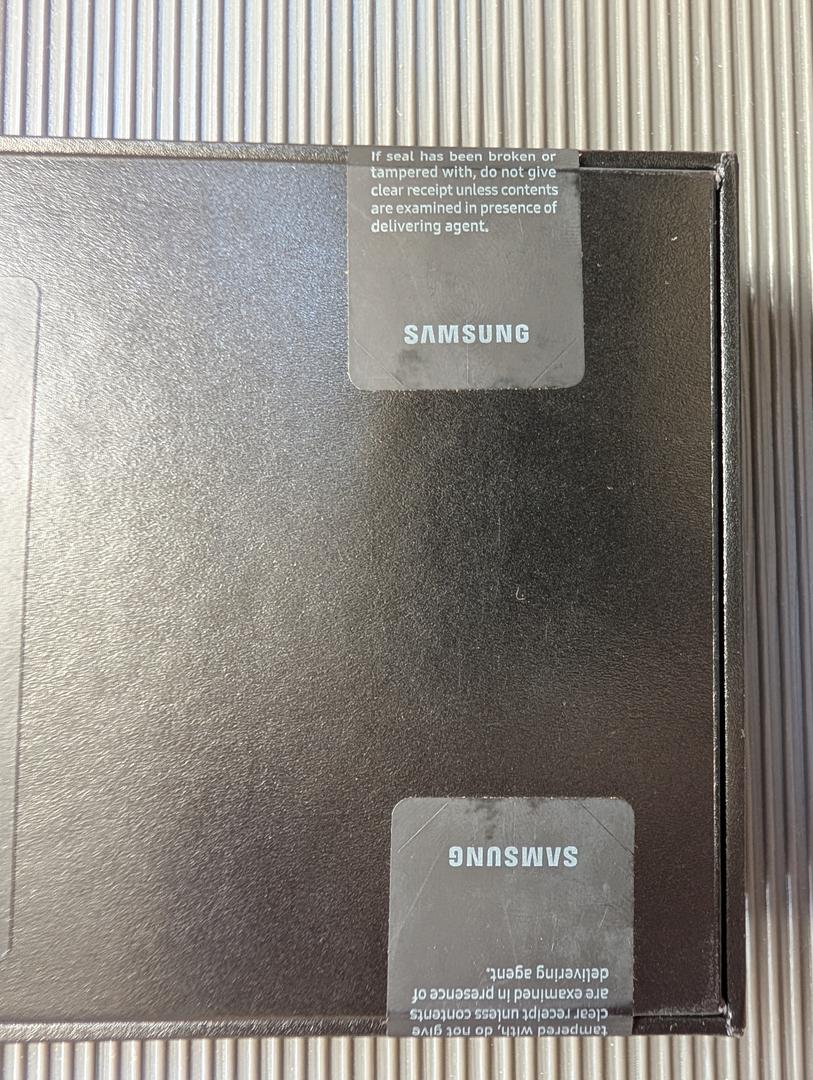 If seal has been broken or
tampered with, do not give
clear receipt unless contents
are examined in presence of
delivering agent.
SAMSUNG
SAMSUNG
delivering agent.
are examined in presence of
clear receipt unless contents
tampered with, do not give